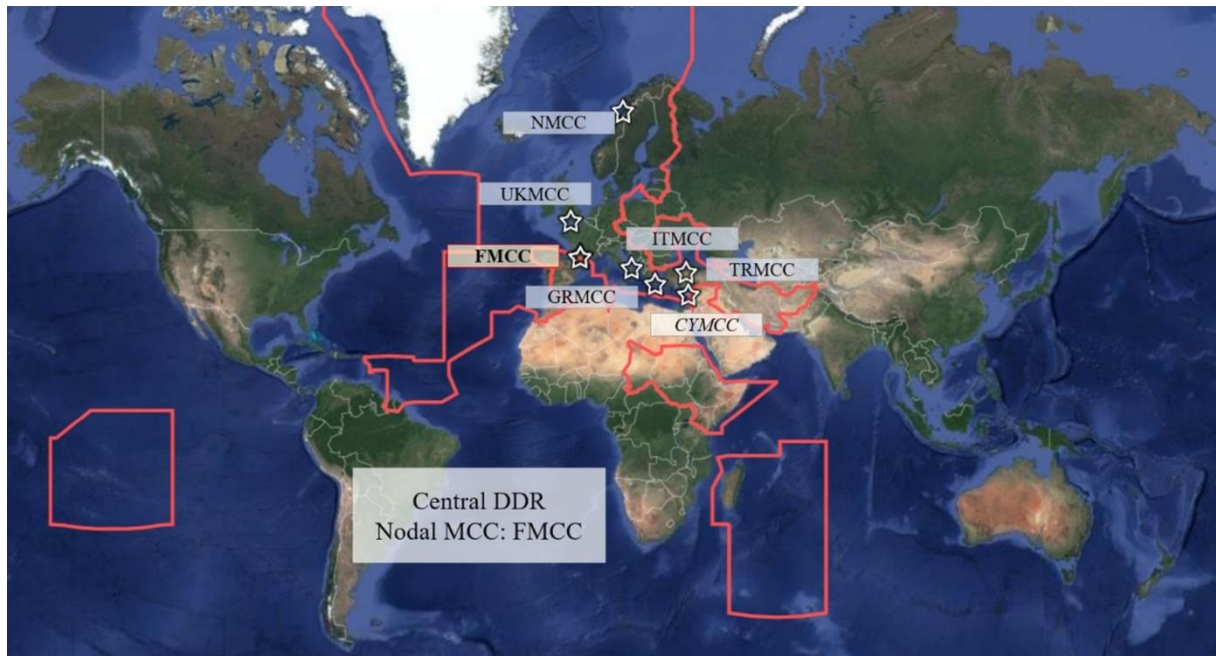 NMCC
UKMCC
ITMCC
FMCC
TRMCC
GRMCC
CYMCC
Central DDR
Nodal MCC: FMCC